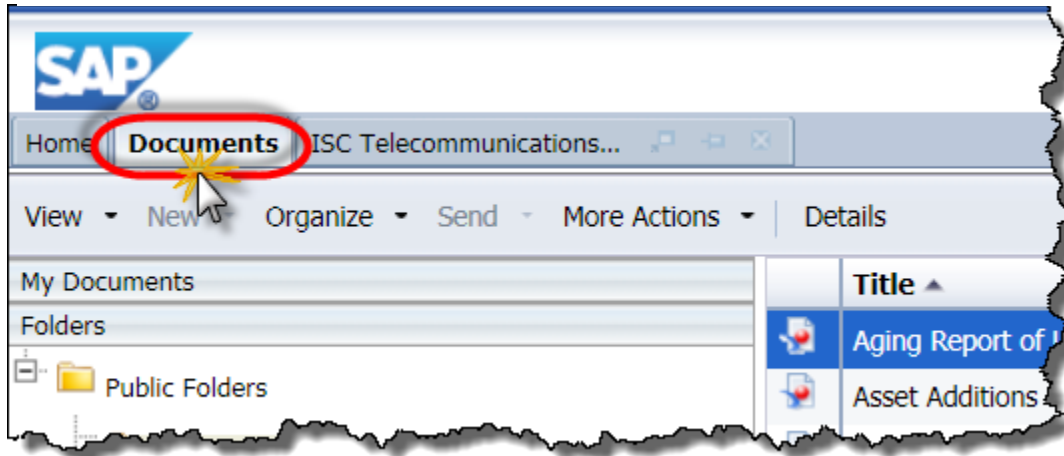 SAP®
Home Documents ISC Telecommunications...
View New Organize Send More Actions Details
My Documents
Title
Folders
Aging Report of
Public Folders
Asset Additions